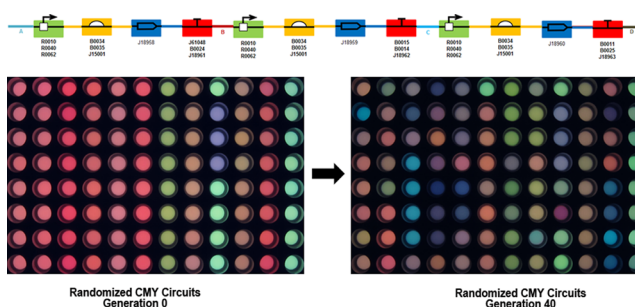 A
R0010
R0040
R0062
B0034
B0035
J15001
J18958
J61048
B0024
J18961
B
R0010
R0040
R0062
B0034
B0035
J15001
J18959
B0015
B0014
J18962
C
R0010
R0040
R0062
B0034
B0035
J15001
J18960
B0011
B0025
J18963
D
Randomized CMY Circuits
Generation 0
Randomized CMY Circuits
Generation 40